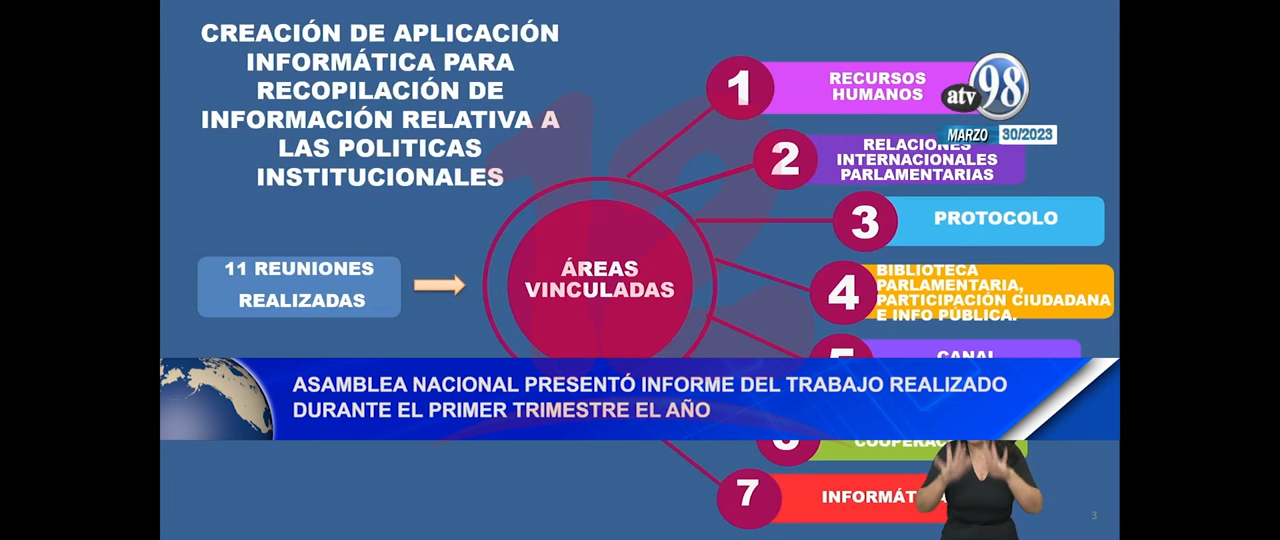 CREACIÓN DE APLICACIÓN
INFORMÁTICA PARA
RECOPILACIÓN DE
INFORMACIÓN RELATIVA A
LAS POLITICAS
INSTITUCIONALES
11 REUNIONES
REALIZADAS
ÁREAS
VINCULADAS
1
RECURSOS
HUMANOS
atv 98
MARZO 30/2023
2
RELACIONES
INTERNACIONALES
PARLAMENTARIAS
3
PROTOCOLO
4
BIBLIOTECA
PARLAMENTARIA,
PARTICIPACIÓN CIUDADANA
E INFO PÚBLICA.
5
CANAL
ASAMBLEA NACIONAL PRESENTÓ INFORME DEL TRABAJO REALIZADO
DURANTE EL PRIMER TRIMESTRE EL AÑO
7
3